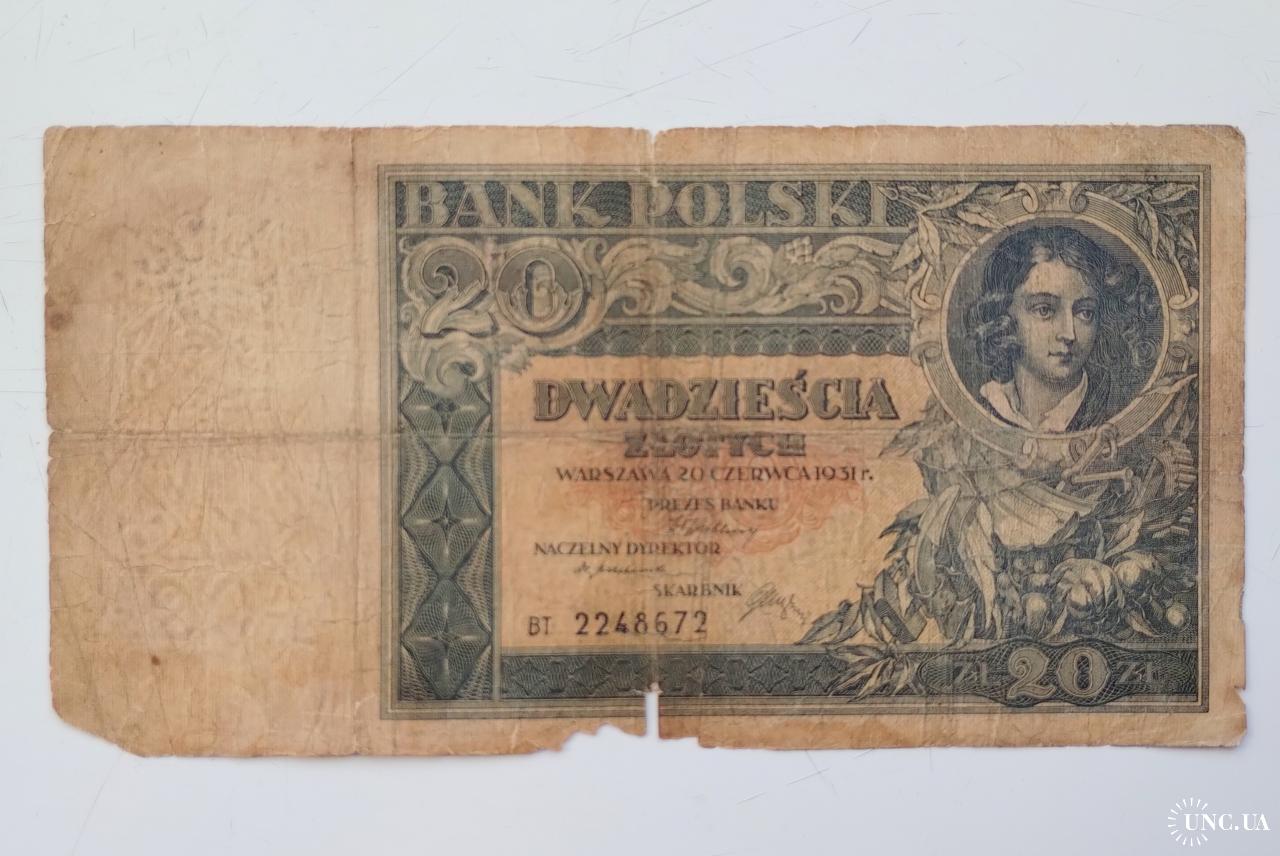 BANK POLSKI
20
DWADZIEŚCIA
ZŁOTYCH
WARSZAWA 20 CZERWCA 1931 r.
PREZES BANKU
NACZELNY DYREKTOR
SKARBNIK
BT 2248672
ZŁ 20 ZŁ
UNC.UA